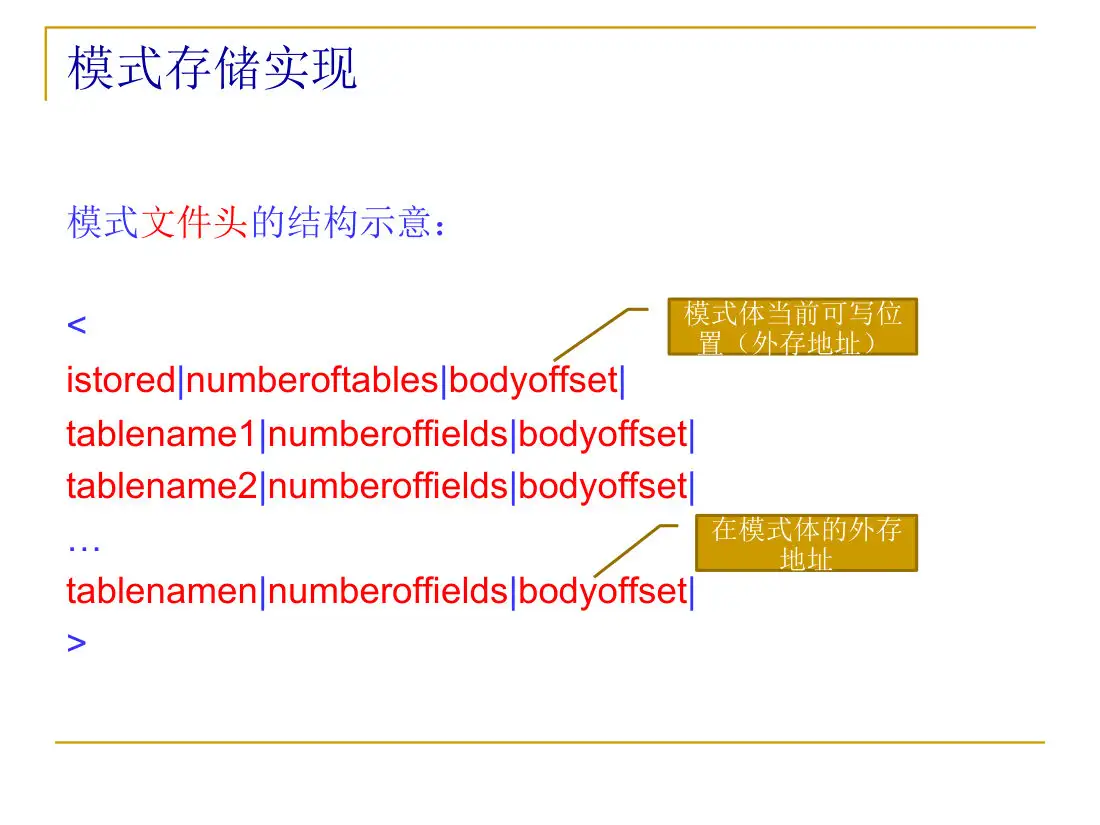 模式存储实现
模式文件头的结构示意：
<
模式体当前可写位
置（外存地址）
istored|numberoftables|bodyoffset|
tablename1|numberoffields|bodyoffset|
tablename2|numberoffields|bodyoffset|
…
在模式体的外存
地址
tablenamen|numberoffields|bodyoffset|
>